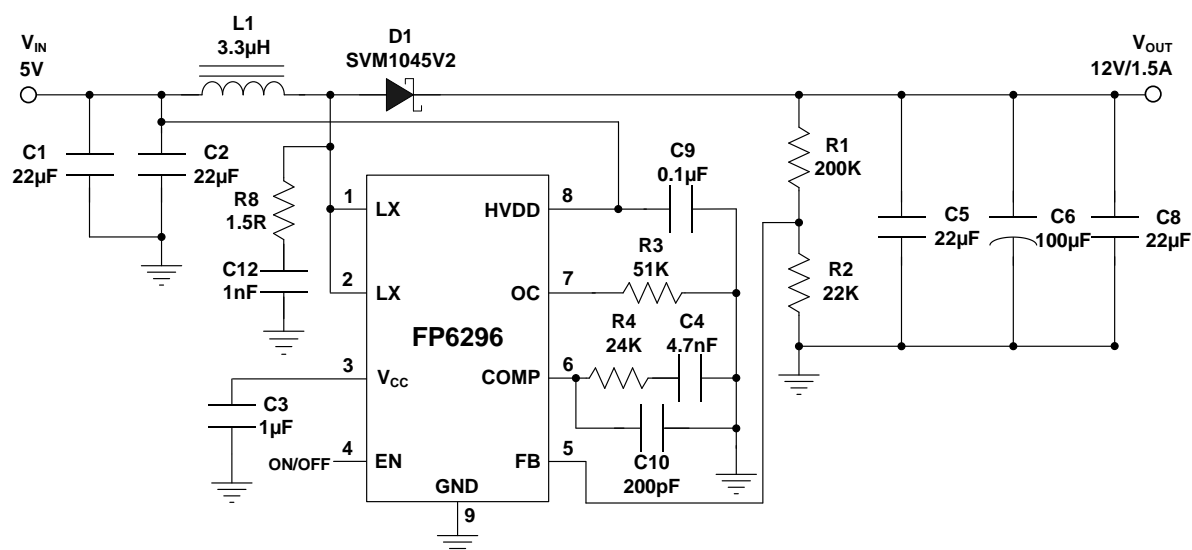 L1
3.3µH
D1
SVM1045V2
VIN
5V
VOUT
12V/1.5A
C1
22µF
C2
22µF
R8
1.5R
C12
1nF
1
LX
2
LX
3
VCC
4
EN
ON/OFF
C3
1µF
FP6296
GND
9
HVDD
8
OC
7
COMP
6
FB
5
C9
0.1µF
R3
51K
R4
24K
C4
4.7nF
C10
200pF
R1
200K
R2
22K
C5
22µF
C6
100µF
C8
22µF